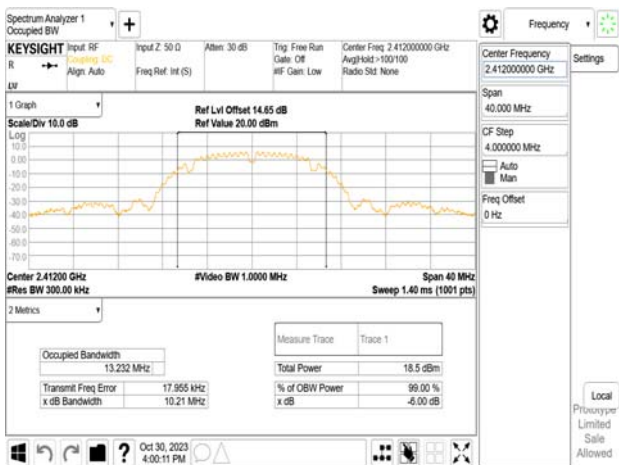 Spectrum Analyzer 1
Occupied BW
Frequency
KEYSIGHT
Input: RF
Coupling: DC
Align: Auto
Input Z: 50 Ω
Freq Ref: Int (S)
Atten: 30 dB
Trig: Free Run
Gate: Off
#IF Gain: Low
Center Freq: 2.412000000 GHz
Avg|Hold:>100/100
Radio Std: None
R
Center Frequency
2.412000000 GHz
Settings
Span
40.000 MHz
CF Step
4.000000 MHz
Auto
Man
Freq Offset
0 Hz
1 Graph
Scale/Div 10.0 dB
Ref Lvl Offset 14.65 dB
Ref Value 20.00 dBm
Log
10.0
0.00
-10.0
-20.0
-30.0
-40.0
-50.0
-60.0
-70.0
Center 2.41200 GHz
#Res BW 300.00 kHz
#Video BW 1.0000 MHz
Span 40 MHz
Sweep 1.40 ms (1001 pts)
2 Metrics
Measure Trace Trace 1
Occupied Bandwidth
13.232 MHz
Total Power 18.5 dBm
Transmit Freq Error 17.955 kHz
% of OBW Power 99.00 %
x dB Bandwidth 10.21 MHz
x dB -6.00 dB
Local
Prototype
Limited
Sale
Allowed
?
Oct 30, 2023
4:00:11 PM